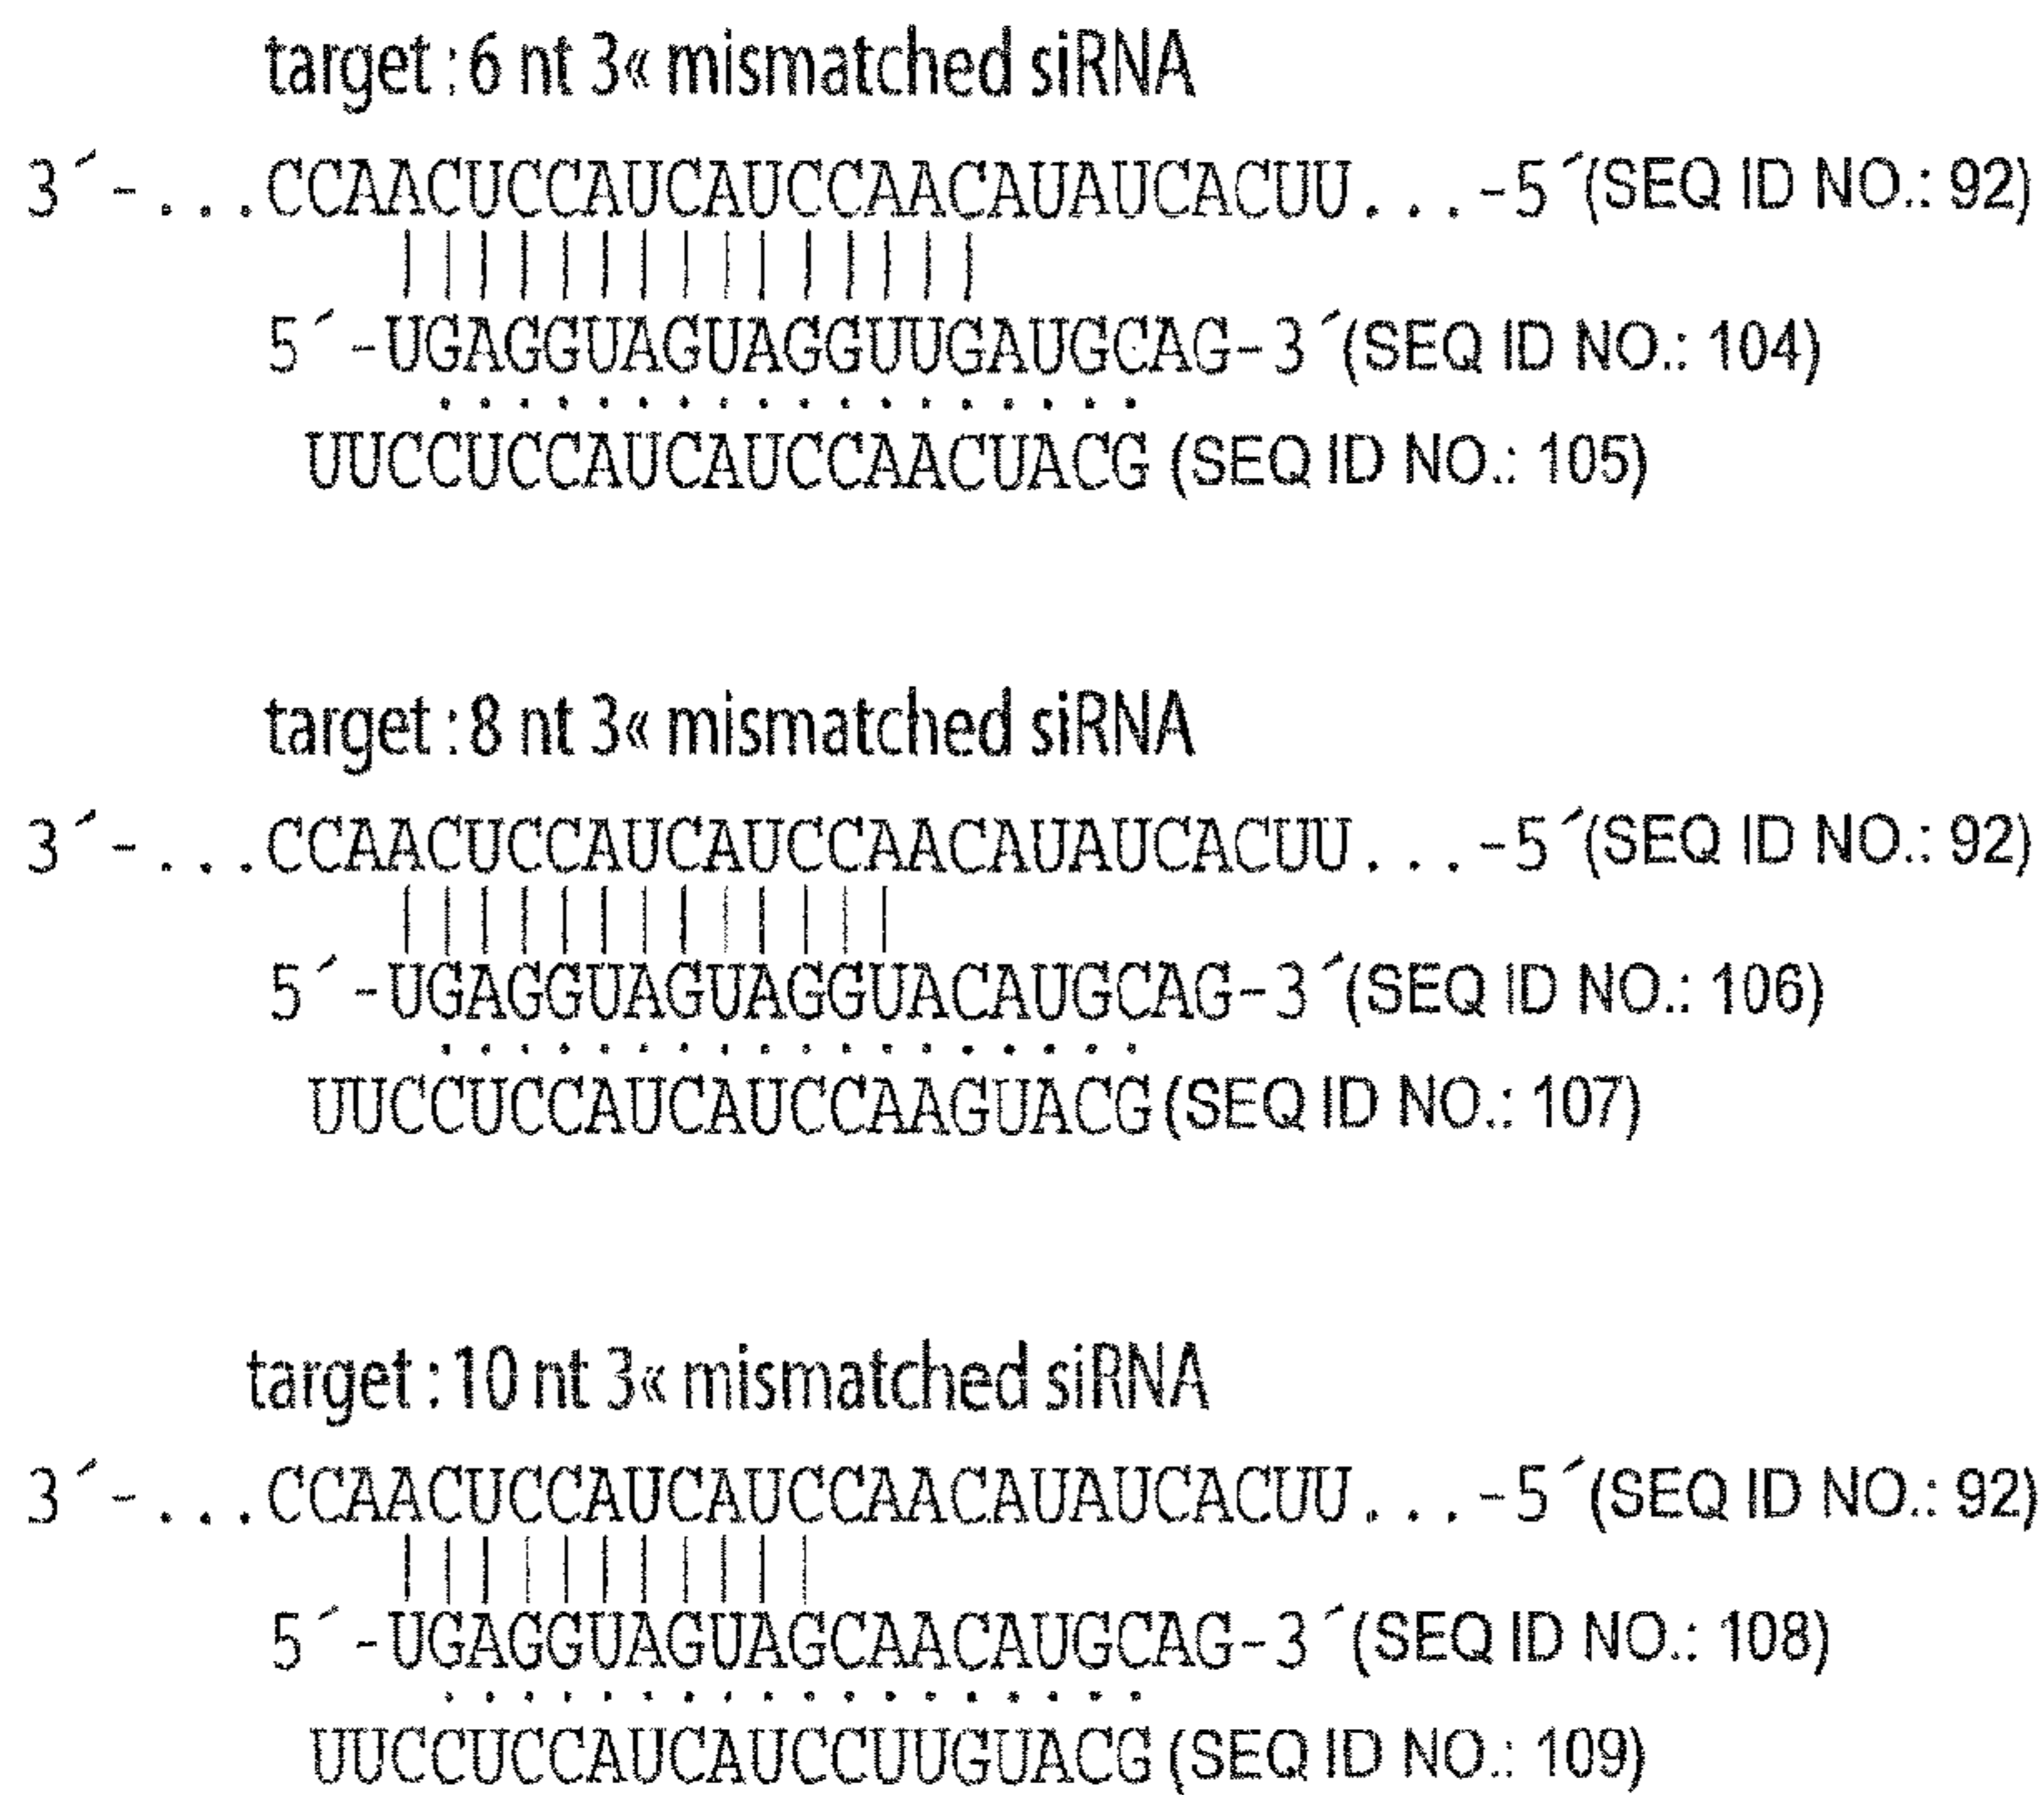 target : 6 nt 3« mismatched siRNA
3´-...CCAACUCCAUCAUCCAACAUAUCACUU...-5´(SEQ ID NO.: 92)
5´-UGAGGUAGUAGGUUGAUGCAG-3´(SEQ ID NO.: 104)
UUCCUCCAUCAUCCAACUACG (SEQ ID NO.: 105)
target : 8 nt 3« mismatched siRNA
3´-...CCAACUCCAUCAUCCAACAUAUCACUU...-5´(SEQ ID NO.: 92)
5´-UGAGGUAGUAGGUACAUGCAG-3´(SEQ ID NO.: 106)
UUCCUCCAUCAUCCAAGUACG (SEQ ID NO.: 107)
target : 10 nt 3« mismatched siRNA
3´-...CCAACUCCAUCAUCCAACAUAUCACUU...-5´(SEQ ID NO.: 92)
5´-UGAGGUAGUAGCAACAUGCAG-3´(SEQ ID NO.: 108)
UUCCUCCAUCAUCCUUGUACG (SEQ ID NO.: 109)